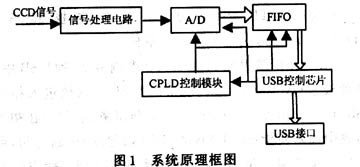 CCD信号
信号处理电路
A/D
FIFO
CPLD控制模块
USB控制芯片
USB接口
图1 系统原理框图